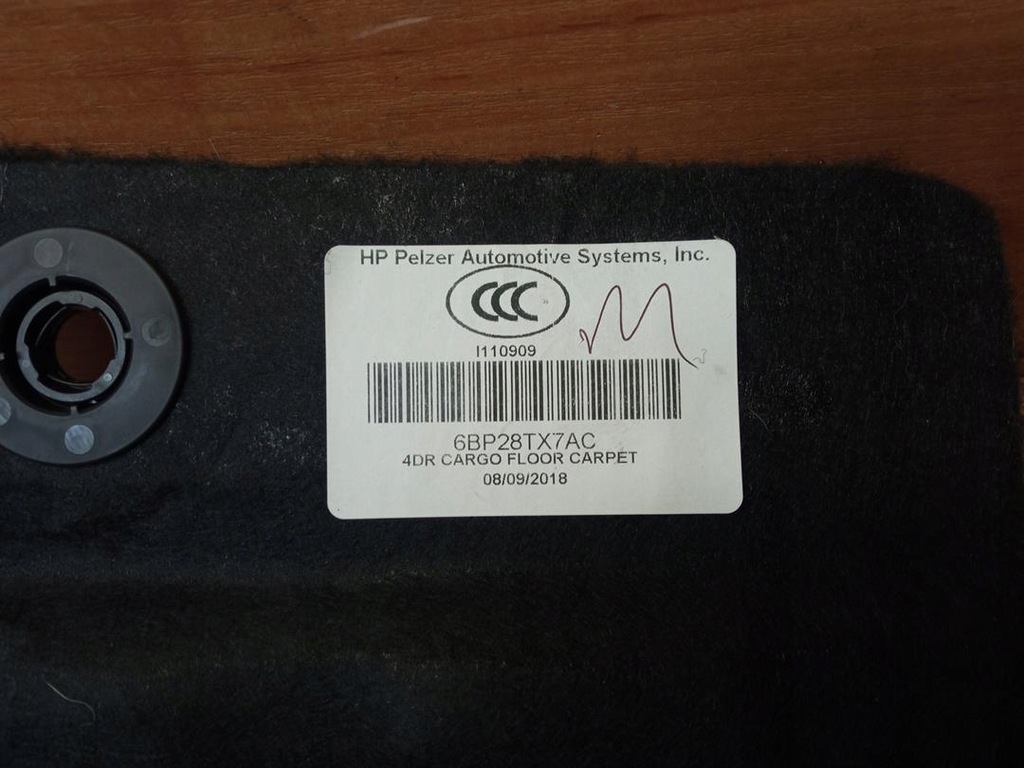 HP Pelzer Automotive Systems, Inc.
CCC
I110909
6BP28TX7AC
4DR CARGO FLOOR CARPET
08/09/2018